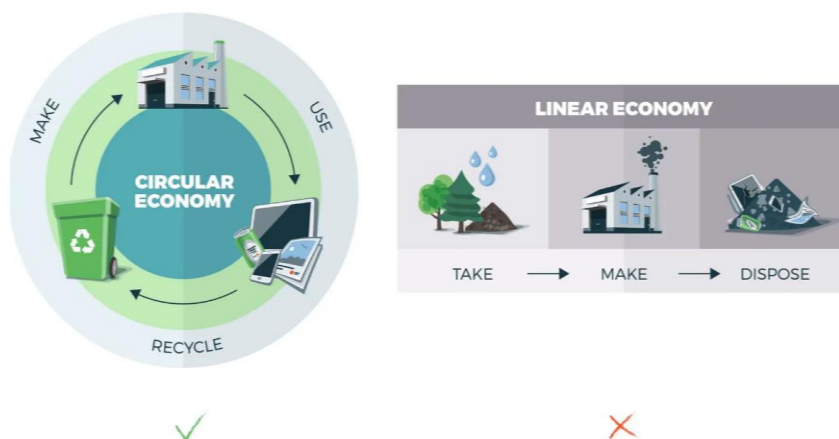 MAKE
USE
CIRCULAR
ECONOMY
RECYCLE
LINEAR ECONOMY
TAKE
MAKE
DISPOSE